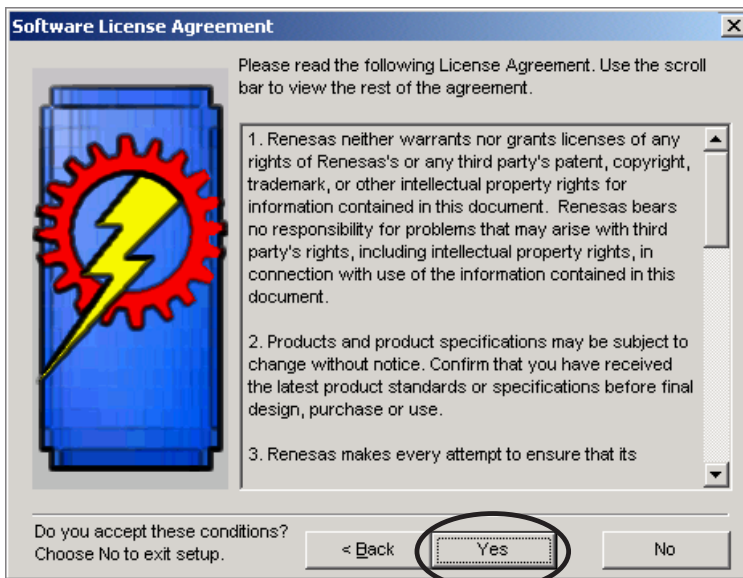 Software License Agreement
Please read the following License Agreement. Use the scroll
bar to view the rest of the agreement.
1. Renesas neither warrants nor grants licenses of any
rights of Renesas's or any third party's patent, copyright,
trademark, or other intellectual property rights for
information contained in this document.  Renesas bears
no responsibility for problems that may arise with third
party's rights, including intellectual property rights, in
connection with use of the information contained in this
document.
2. Products and product specifications may be subject to
change without notice. Confirm that you have received
the latest product standards or specifications before final
design, purchase or use.
3. Renesas makes every attempt to ensure that its
Do you accept these conditions?
Choose No to exit setup.
< Back
Yes
No